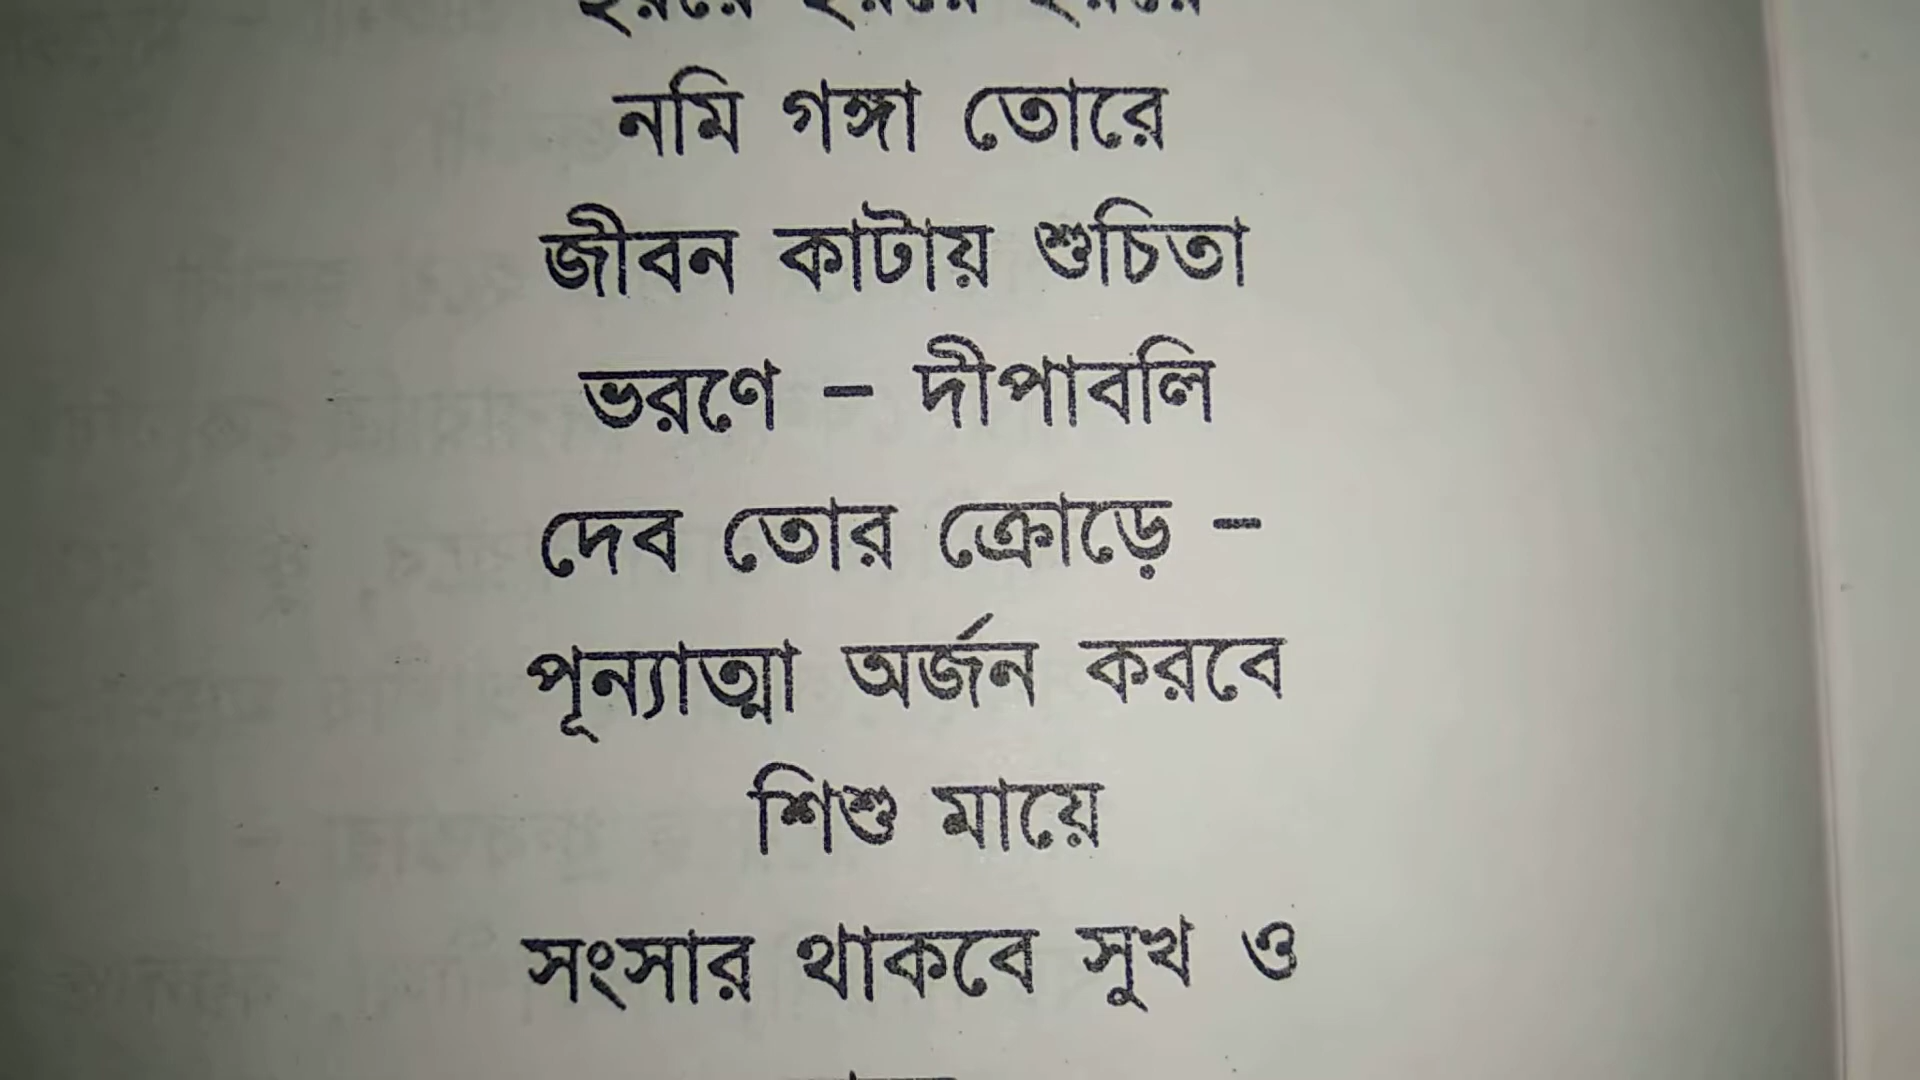 নমি গঙ্গা তোরে
জীবন কাটায় শুচিতা
ভরণে – দীপাবলি
দেব তোর ক্রোড়ে –
পূন্যাত্মা অর্জন করবে
শিশু মায়ে
সংসার থাকবে সুখ ও